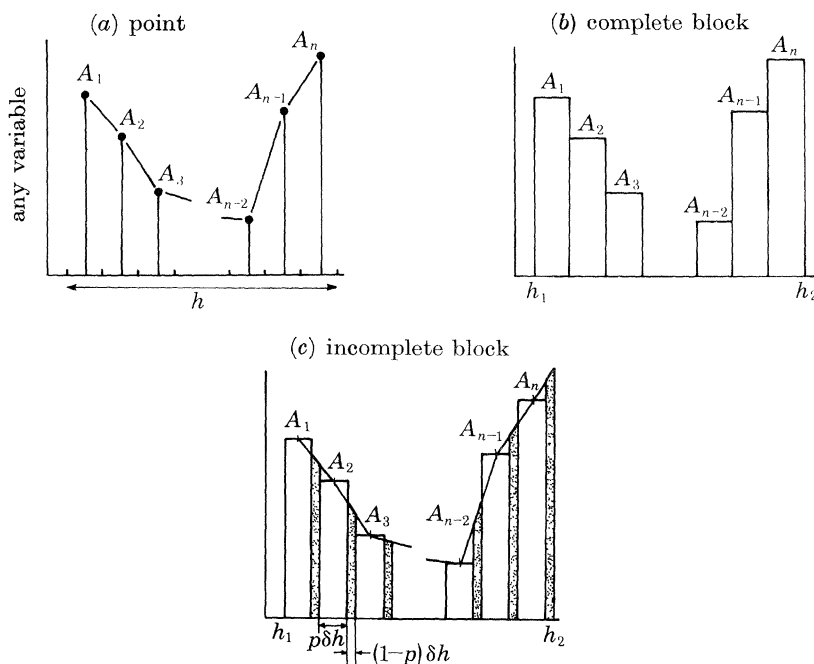 (a) point
any variable
A₁
A₂
A₃
Aₙ₋₂
Aₙ₋₁
Aₙ
h
(b) complete block
A₁
A₂
A₃
Aₙ₋₂
Aₙ₋₁
Aₙ
h₁
h₂
(c) incomplete block
A₁
A₂
A₃
Aₙ₋₂
Aₙ₋₁
Aₙ
h₁
pδh
(1–p) δh
h₂